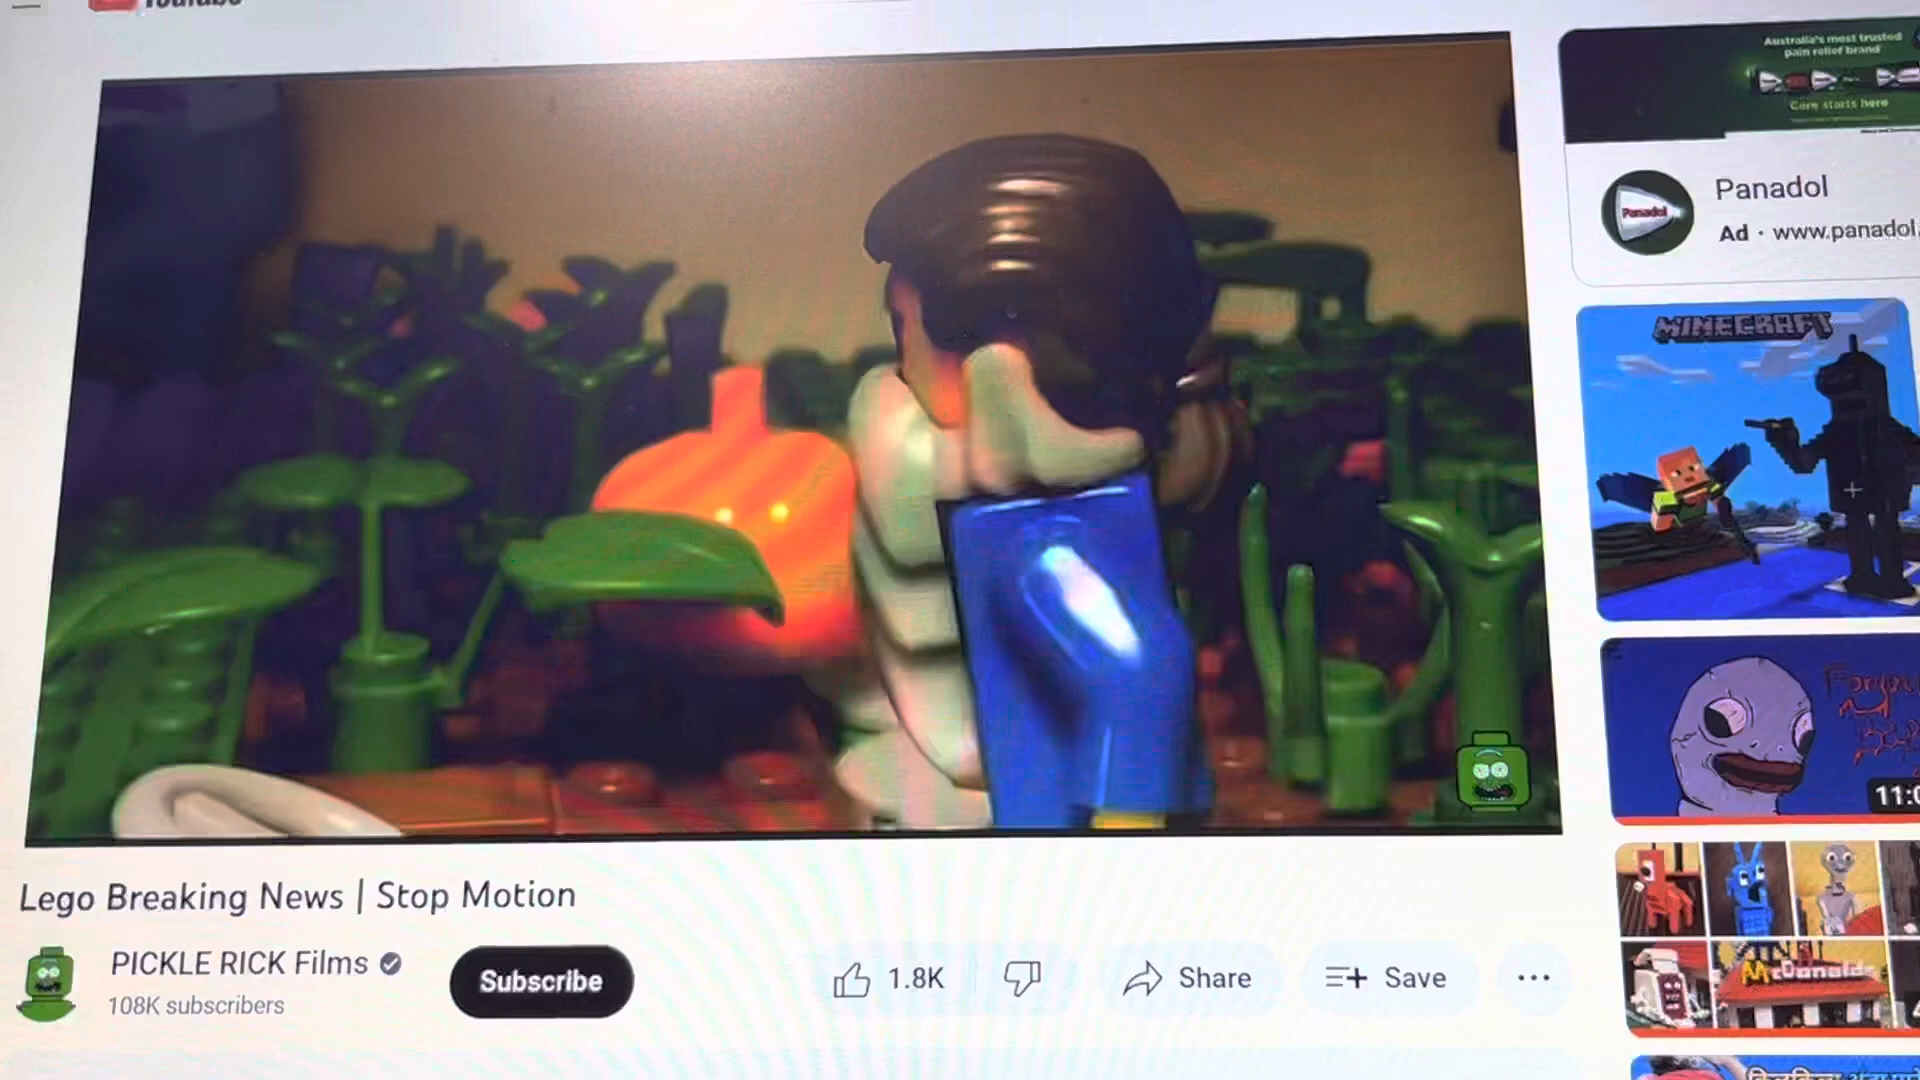 Australia's most trusted
pain relief brand
Care starts here
Panadol
Panadol
Ad · www.panadol.
MINECRAFT
11:0
McDonald's
Lego Breaking News | Stop Motion
PICKLE RICK Films
108K subscribers
Subscribe
1.8K
Share
Save